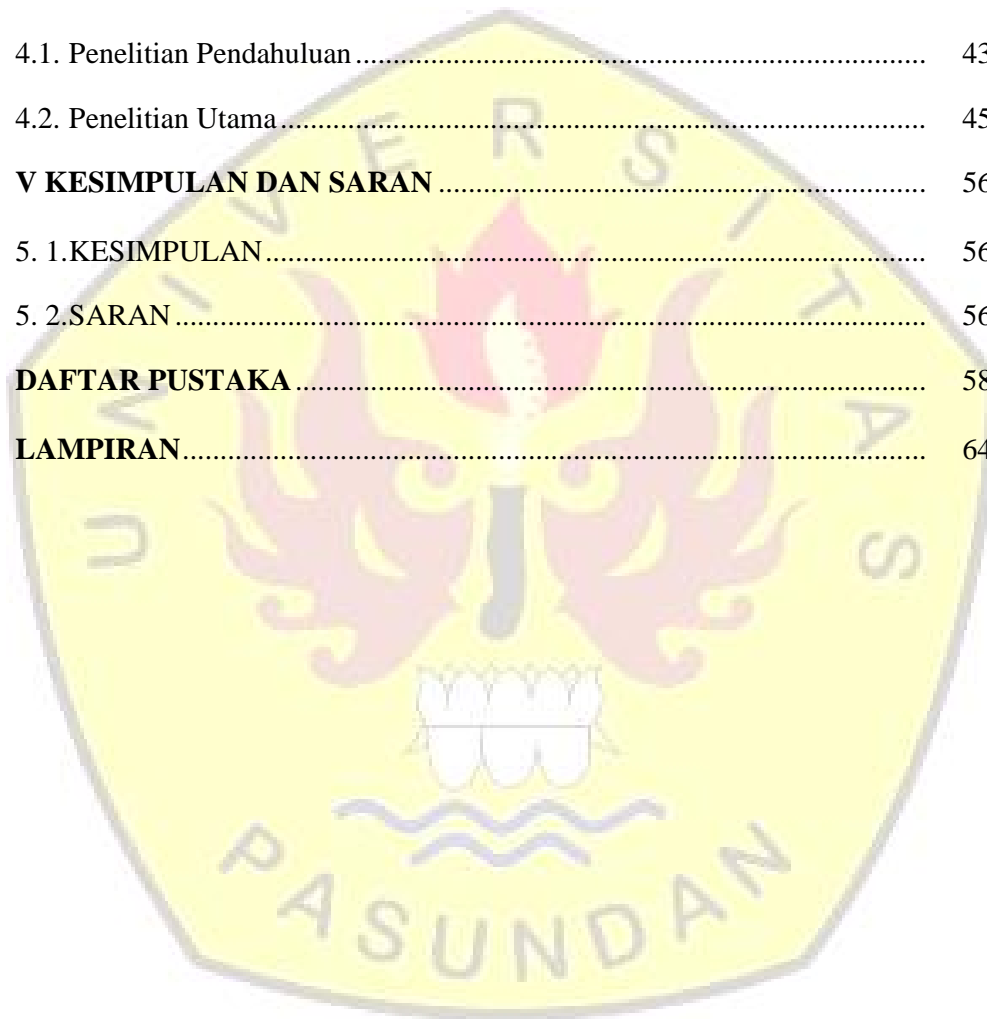 4.1. Penelitian Pendahuluan ........................................ 43
4.2. Penelitian Utama ........................................ 45
V KESIMPULAN DAN SARAN ........................................ 56
5. 1.KESIMPULAN ........................................ 56
5. 2.SARAN ........................................ 56
DAFTAR PUSTAKA ........................................ 58
LAMPIRAN ........................................ 64
UNIVERSITAS
PASUNDAN